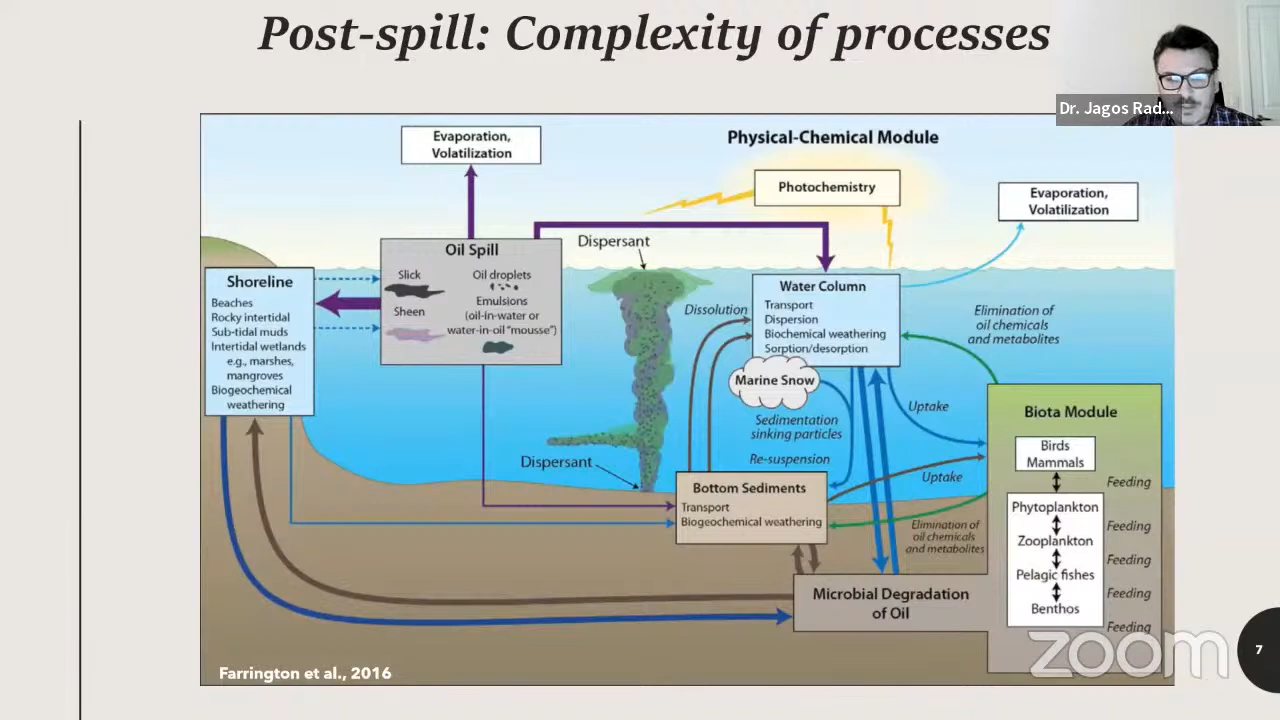 Post-spill: Complexity of processes
Dr. Jagos Rad...
Evaporation,
Volatilization
Physical-Chemical Module
Photochemistry
Evaporation,
Volatilization
Oil Spill
Slick
Sheen
Oil droplets
Emulsions
(oil-in-water or
water-in-oil “mousse”)
Dispersant
Shoreline
Beaches
Rocky intertidal
Sub-tidal muds
Intertidal wetlands
e.g., marshes,
mangroves
Biogeochemical
weathering
Dissolution
Water Column
Transport
Dispersion
Biochemical weathering
Sorption/desorption
Marine Snow
Elimination of
oil chemicals
and metabolites
Sedimentation
sinking particles
Re-suspension
Uptake
Dispersant
Bottom Sediments
Transport
Biogeochemical weathering
Uptake
Elimination of
oil chemicals
and metabolites
Biota Module
Birds
Mammals
Feeding
Phytoplankton
Feeding
Zooplankton
Feeding
Pelagic fishes
Feeding
Benthos
Feeding
Microbial Degradation
of Oil
Farrington et al., 2016
zoom
7